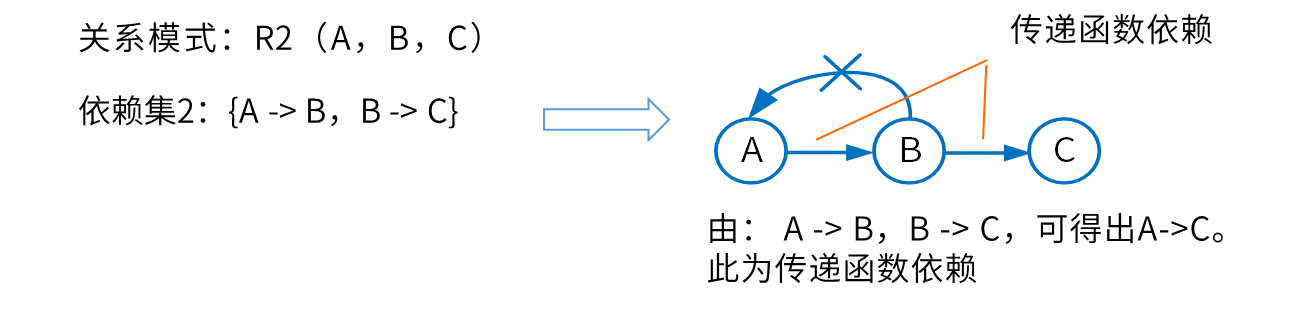 关系模式：R2（A，B，C）
依赖集2：{A -> B，B -> C}
传递函数依赖
A
B
C
由： A -> B，B -> C，可得出A->C。
此为传递函数依赖